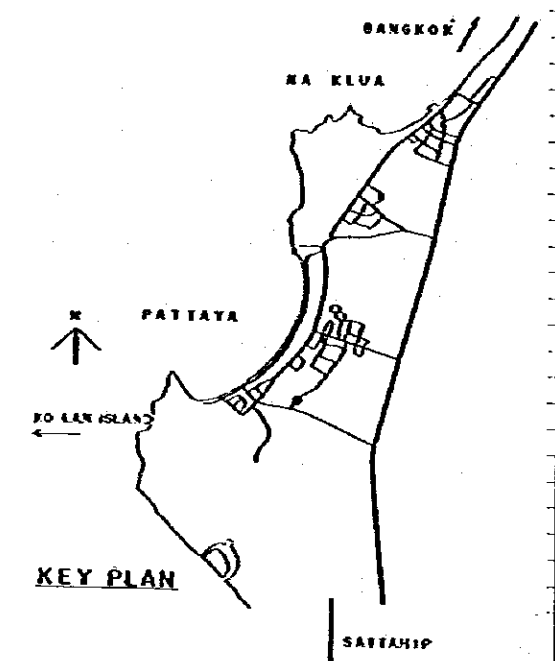 BANGKOK
NA KLUA
N
PATTAYA
KO LAN ISLAND
KEY PLAN
SATTAHIP